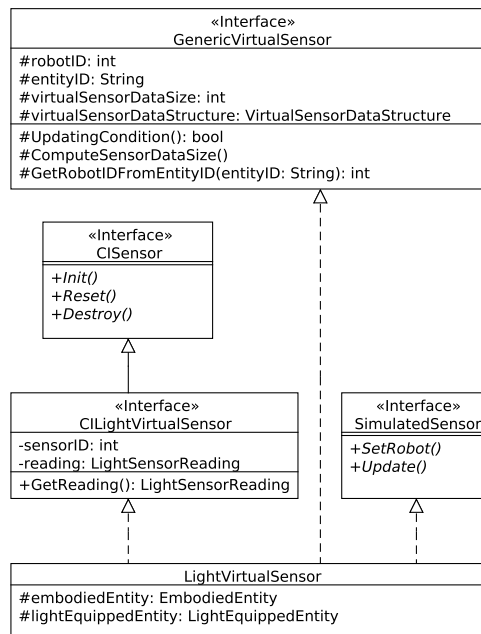 «Interface»
GenericVirtualSensor
#robotID: int
#entityID: String
#virtualSensorDataSize: int
#virtualSensorDataStructure: VirtualSensorDataStructure
#UpdatingCondition(): bool
#ComputeSensorDataSize()
#GetRobotIDFromEntityID(entityID: String): int
«Interface»
CISensor
+Init()
+Reset()
+Destroy()
«Interface»
CILightVirtualSensor
-sensorID: int
-reading: LightSensorReading
+GetReading(): LightSensorReading
«Interface»
SimulatedSensor
+SetRobot()
+Update()
LightVirtualSensor
#embodiedEntity: EmbodiedEntity
#lightEquippedEntity: LightEquippedEntity